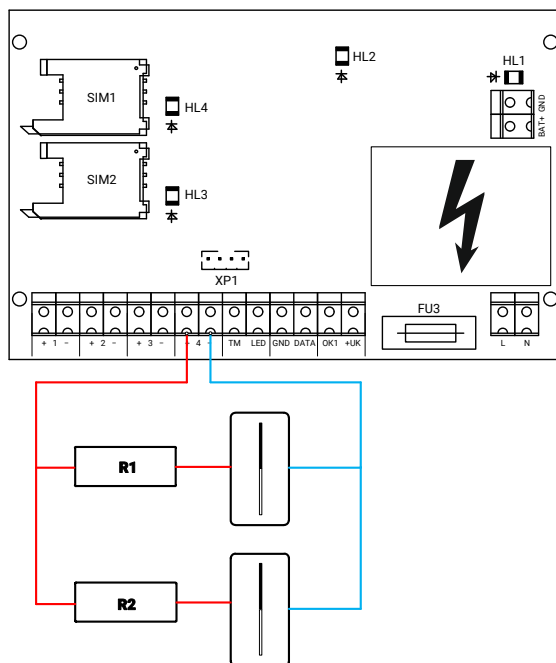 HL2
HL1
SIM1
HL4
BAT+ GND
SIM2
HL3
XP1
FU3
+ 1 - + 2 - + 3 - + 4 - TM LED GND DATA OK1 +UK L N
R1
R2